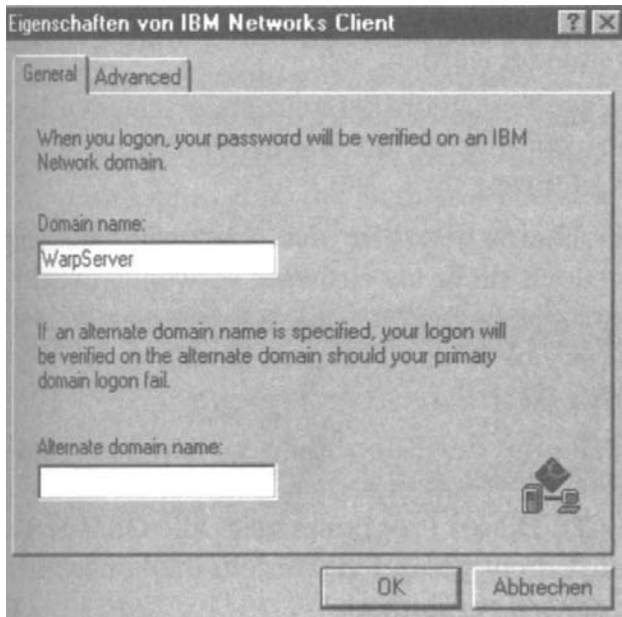 Eigenschaften von IBM Networks Client
General Advanced
When you logon, your password will be verified on an IBM
Network domain.
Domain name:
WarpServer
If an alternate domain name is specified, your logon will
be verified on the alternate domain should your primary
domain logon fail.
Alternate domain name:
OK Abbrechen